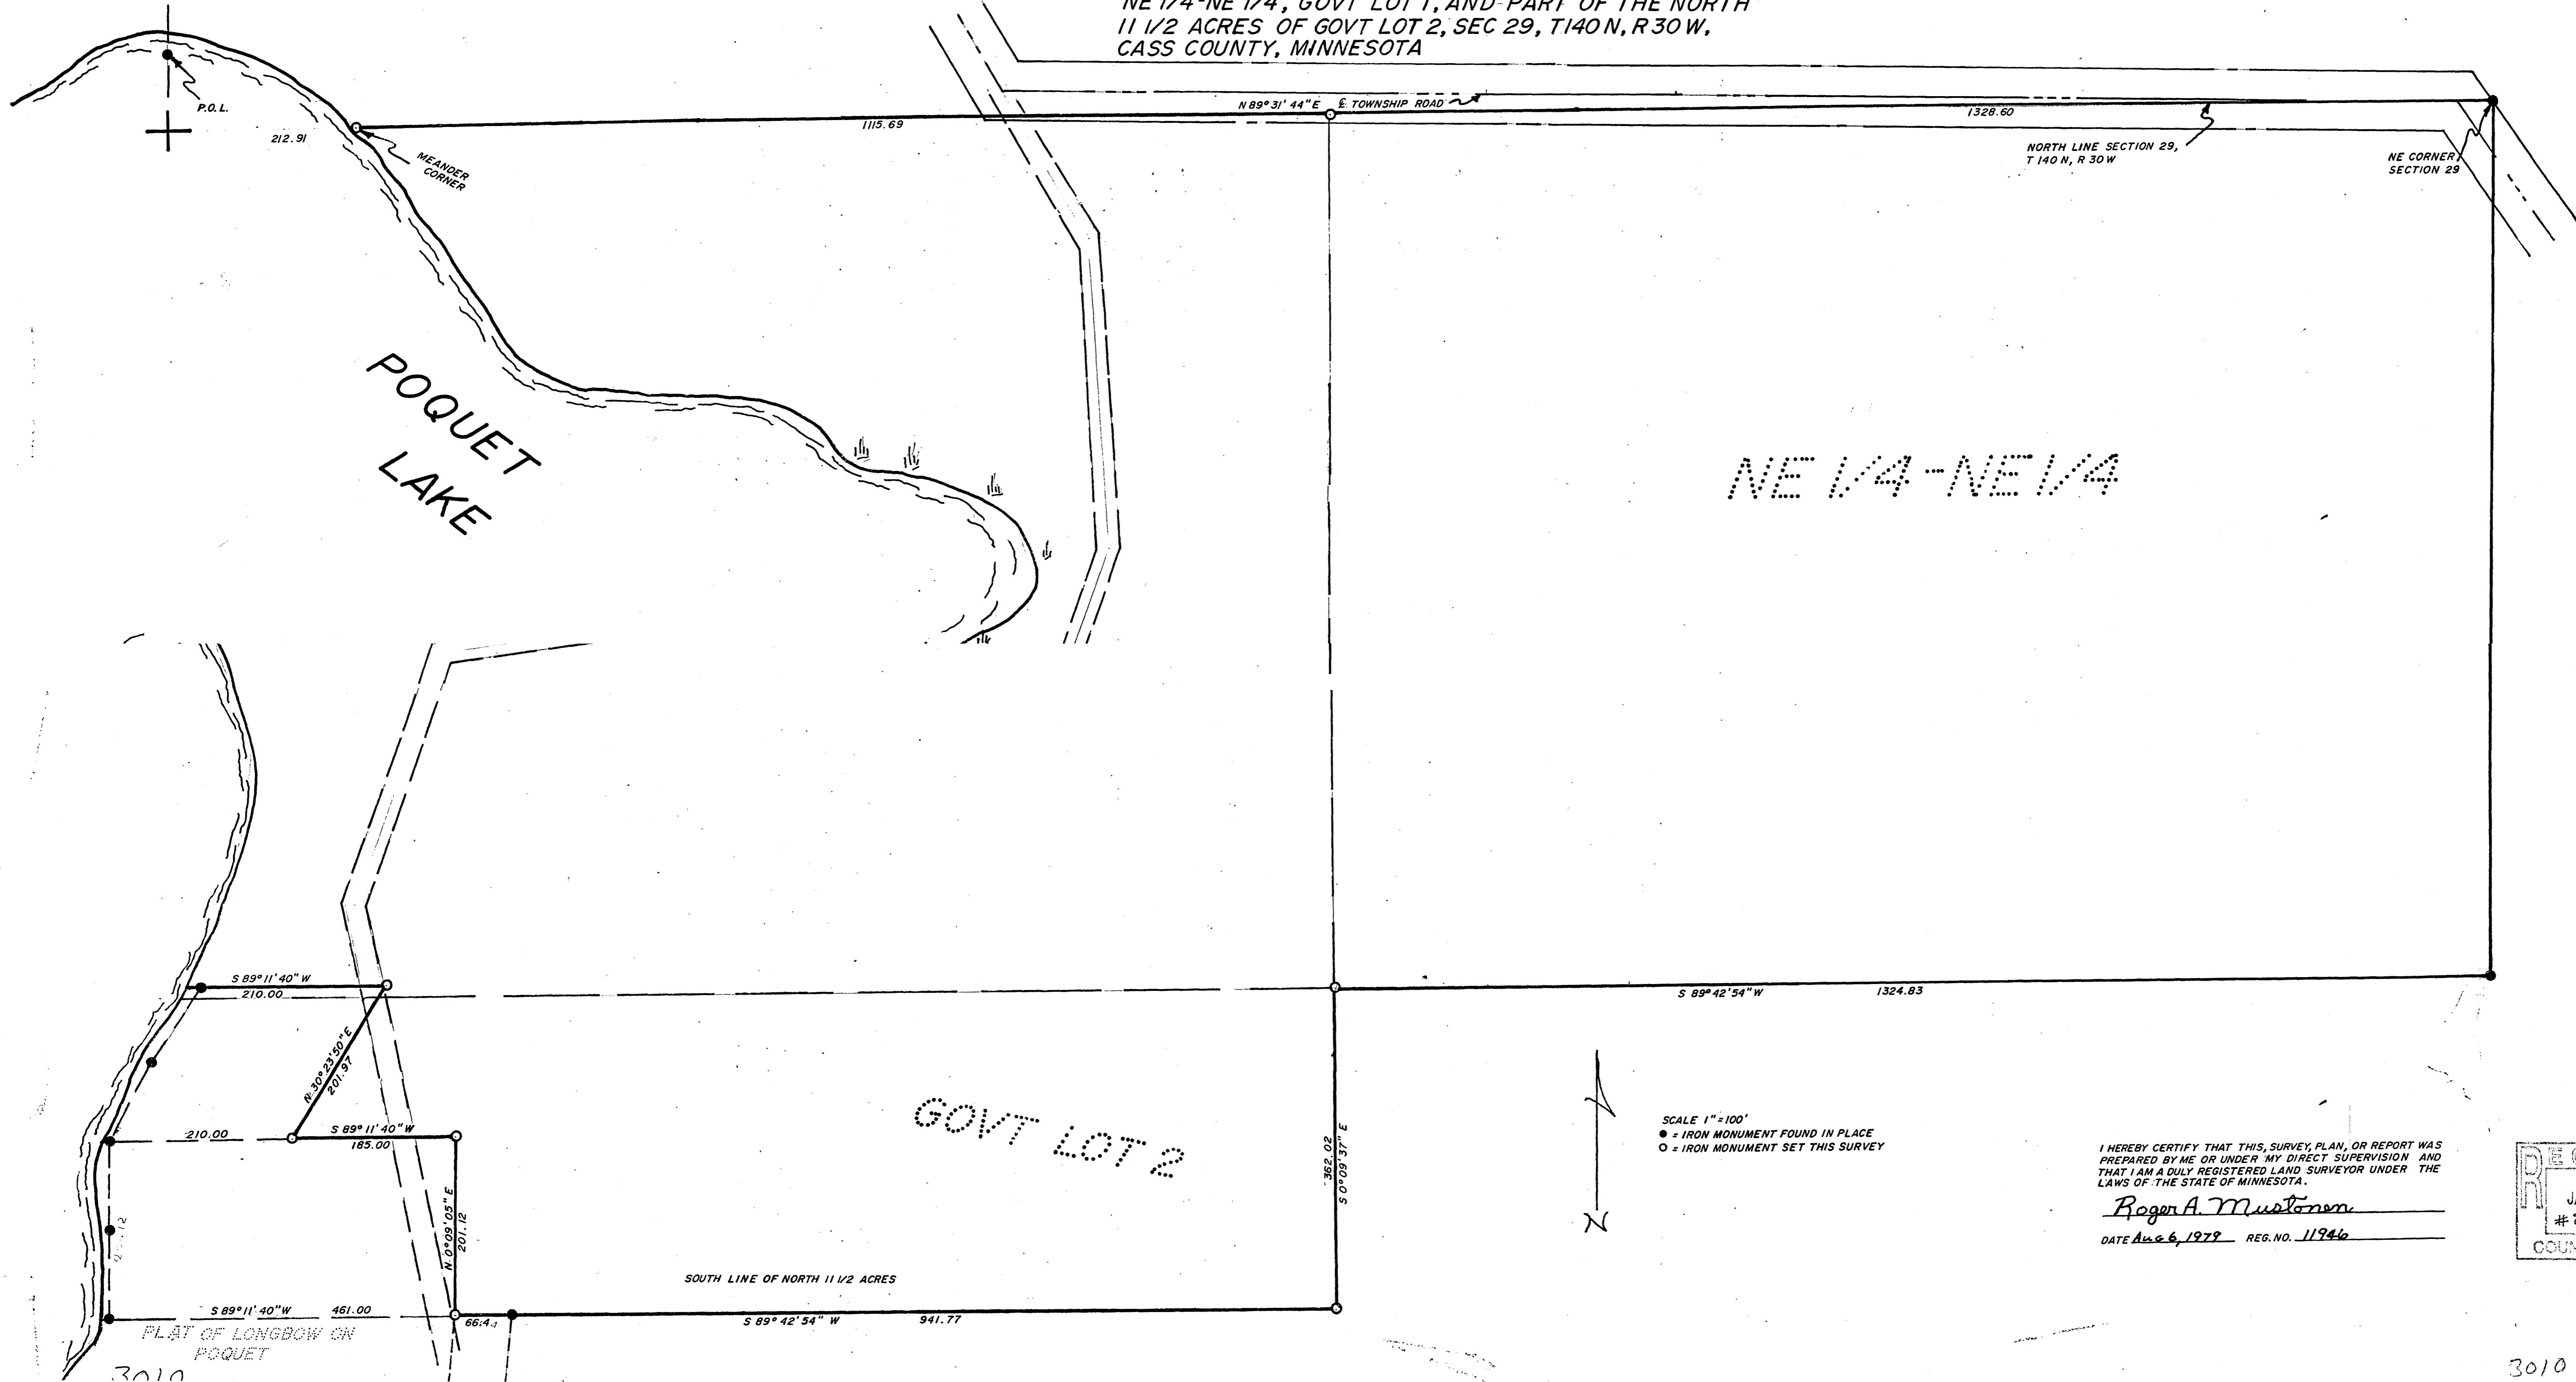 NE 1/4-NE 1/4, GOVT LOT 1, AND PART OF THE NORTH
11 1/2 ACRES OF GOVT LOT 2, SEC 29, T140 N, R 30 W,
CASS COUNTY, MINNESOTA
P.O.L.
212.91
MEANDER
CORNER
1115.69
N 89° 31' 44" E
℄ TOWNSHIP ROAD
1328.60
NORTH LINE SECTION 29,
T 140 N, R 30 W
NE CORNER
SECTION 29
POQUET
LAKE
NE 1/4-NE 1/4
S 89° 11' 40" W
210.00
N 30° 23' 50" E
201.97
210.00
S 89° 11' 40" W
185.00
N 0° 09' 05" E
201.12
S 89° 11' 40" W 461.00
PLAT OF LONGBOW ON
POQUET
3010
66.4
SOUTH LINE OF NORTH 11 1/2 ACRES
S 89° 42' 54" W 941.77
GOVT LOT 2
362.02
S 0° 09' 37" E
S 89° 42' 54" W 1324.83
N
SCALE 1" = 100'
● = IRON MONUMENT FOUND IN PLACE
○ = IRON MONUMENT SET THIS SURVEY
I HEREBY CERTIFY THAT THIS, SURVEY, PLAN, OR REPORT WAS
PREPARED BY ME OR UNDER MY DIRECT SUPERVISION AND
THAT I AM A DULY REGISTERED LAND SURVEYOR UNDER THE
LAWS OF THE STATE OF MINNESOTA.
Roger A. Mustonen
DATE Aug 6, 1979 REG. NO. 11946
3010